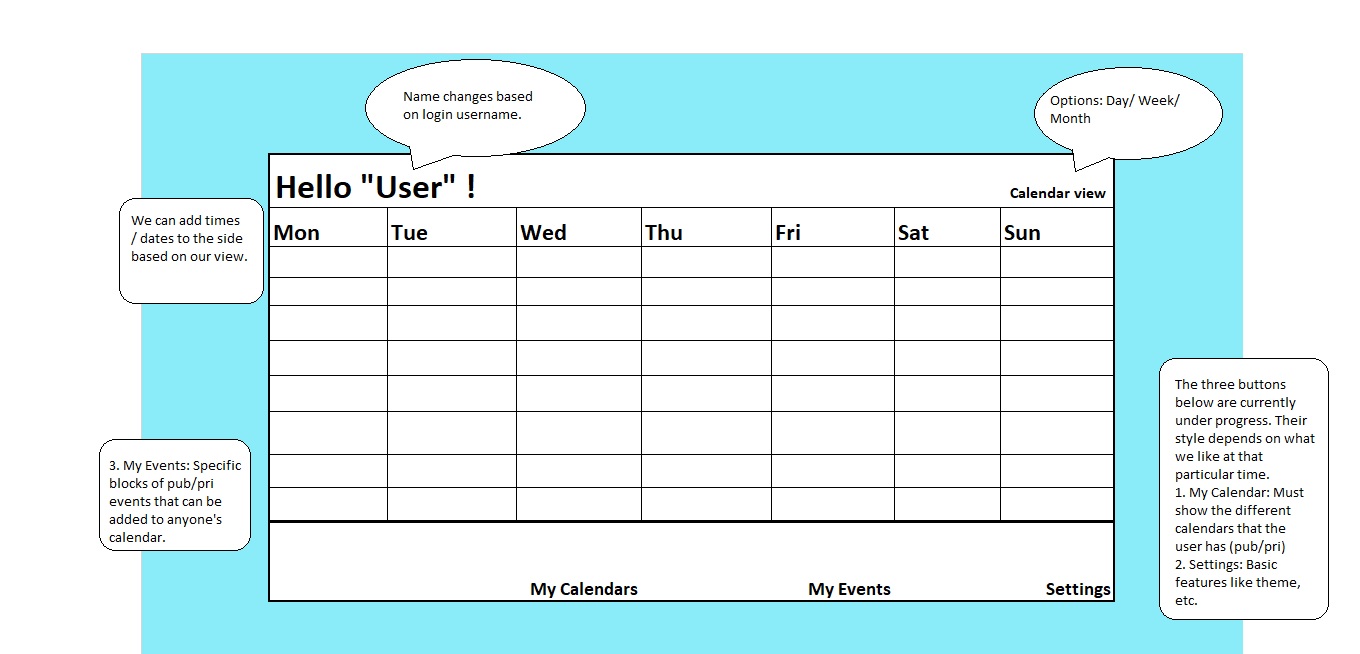 Name changes based
on login username.
Options: Day/ Week/
Month
Hello "User" !
Calendar view
We can add times
/ dates to the side
based on our view.
Mon
Tue
Wed
Thu
Fri
Sat
Sun
The three buttons
below are currently
under progress. Their
style depends on what
we like at that
particular time.
1. My Calendar: Must
show the different
calendars that the
user has (pub/pri)
2. Settings: Basic
features like theme,
etc.
3. My Events: Specific
blocks of pub/pri
events that can be
added to anyone's
calendar.
My Calendars
My Events
Settings